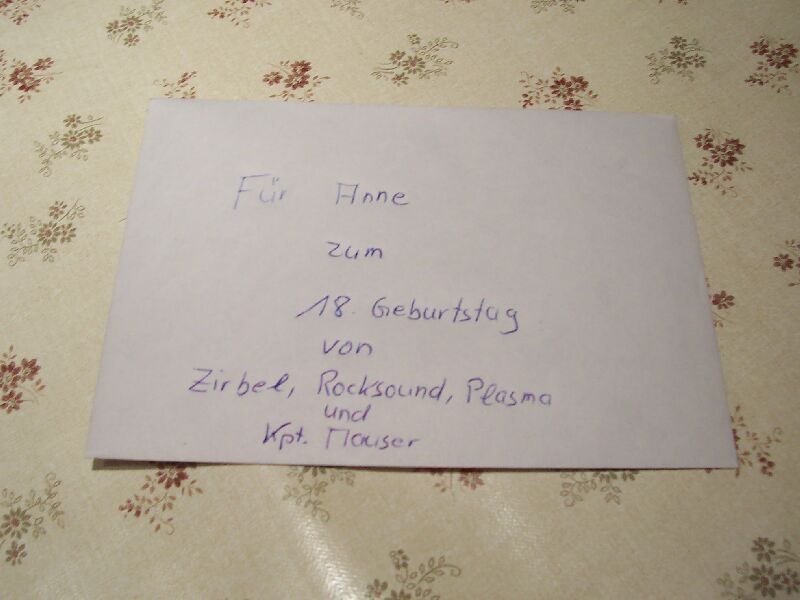 Für Anne
zum
18. Geburtstag
von
Zirbel, Rocksound, Plasma
und
Kpt. Mauser